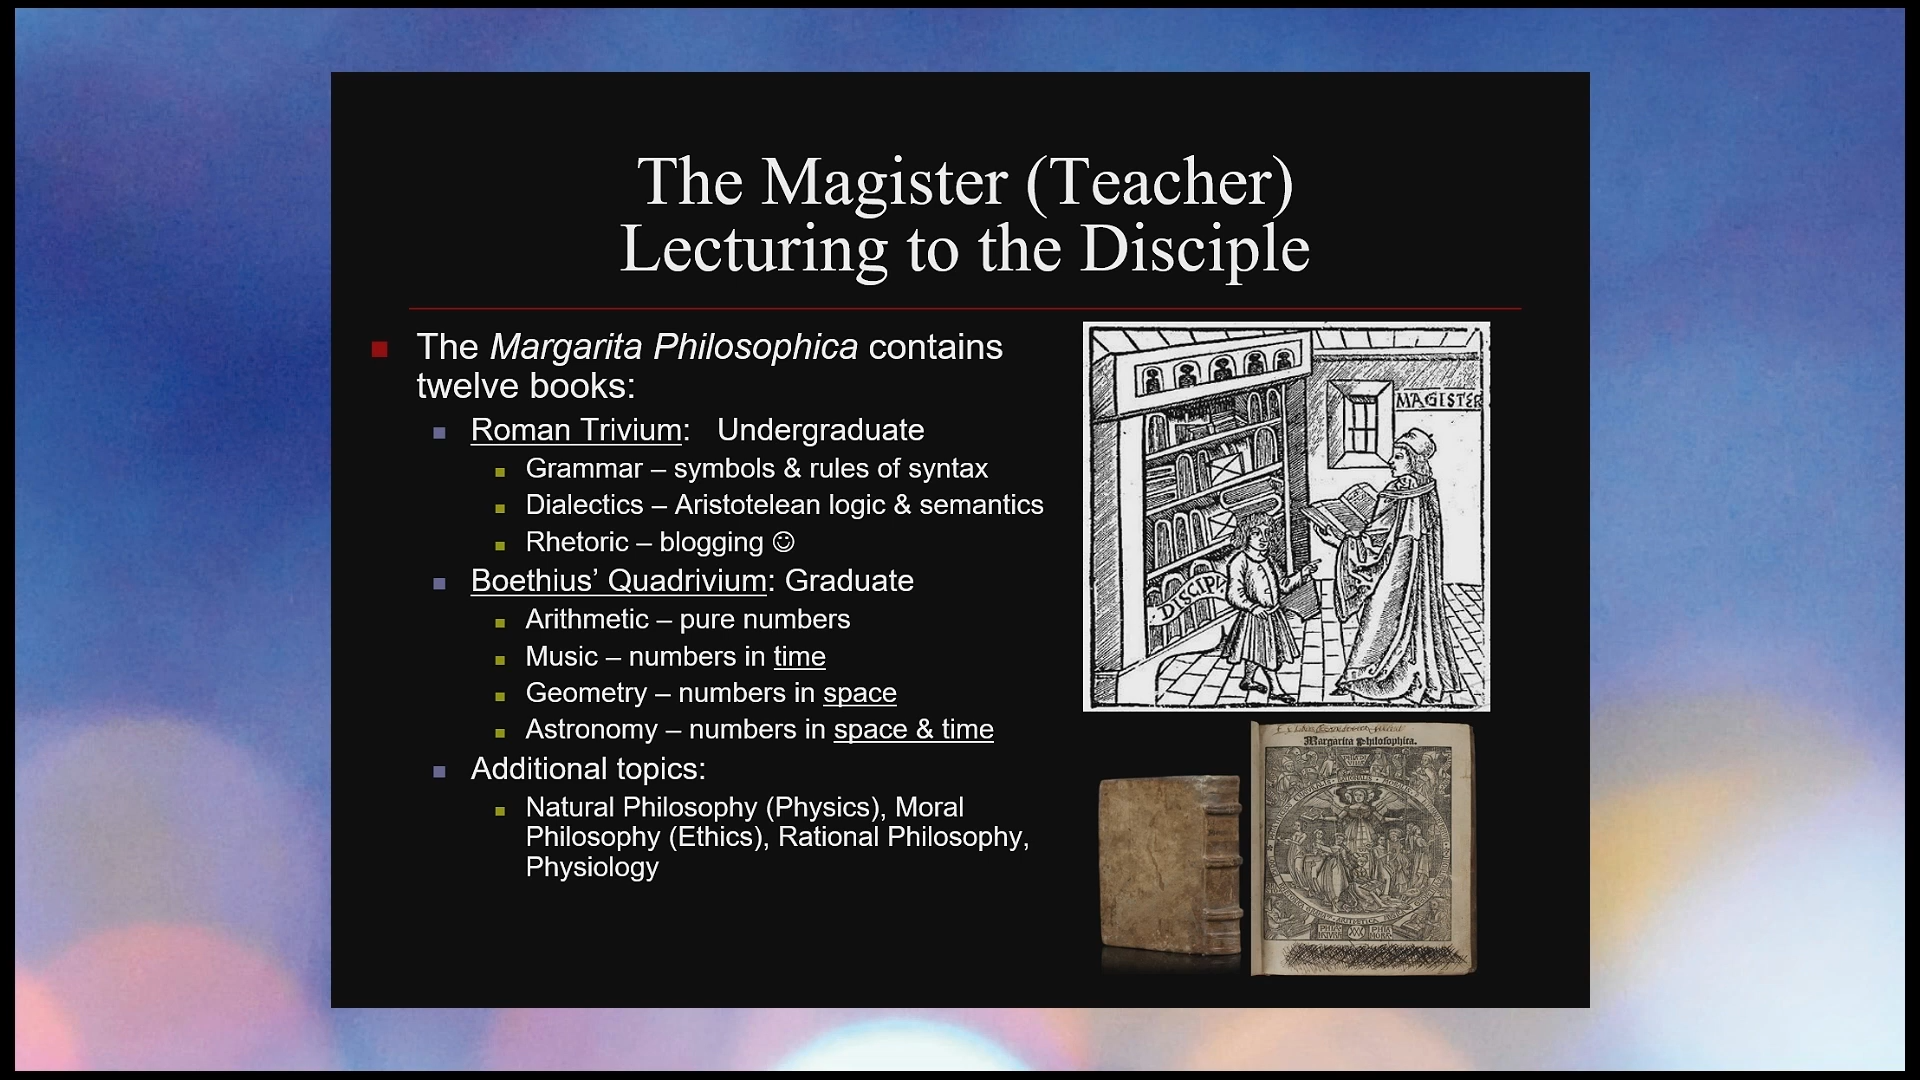 The Magister (Teacher)
Lecturing to the Disciple
The Margarita Philosophica contains
twelve books:
Roman Trivium: Undergraduate
Grammar – symbols & rules of syntax
Dialectics – Aristotelean logic & semantics
Rhetoric – blogging ☺
Boethius’ Quadrivium: Graduate
Arithmetic – pure numbers
Music – numbers in time
Geometry – numbers in space
Astronomy – numbers in space & time
Additional topics:
Natural Philosophy (Physics), Moral
Philosophy (Ethics), Rational Philosophy,
Physiology
MAGISTER
DISCIPV
Margarita Philosophica.